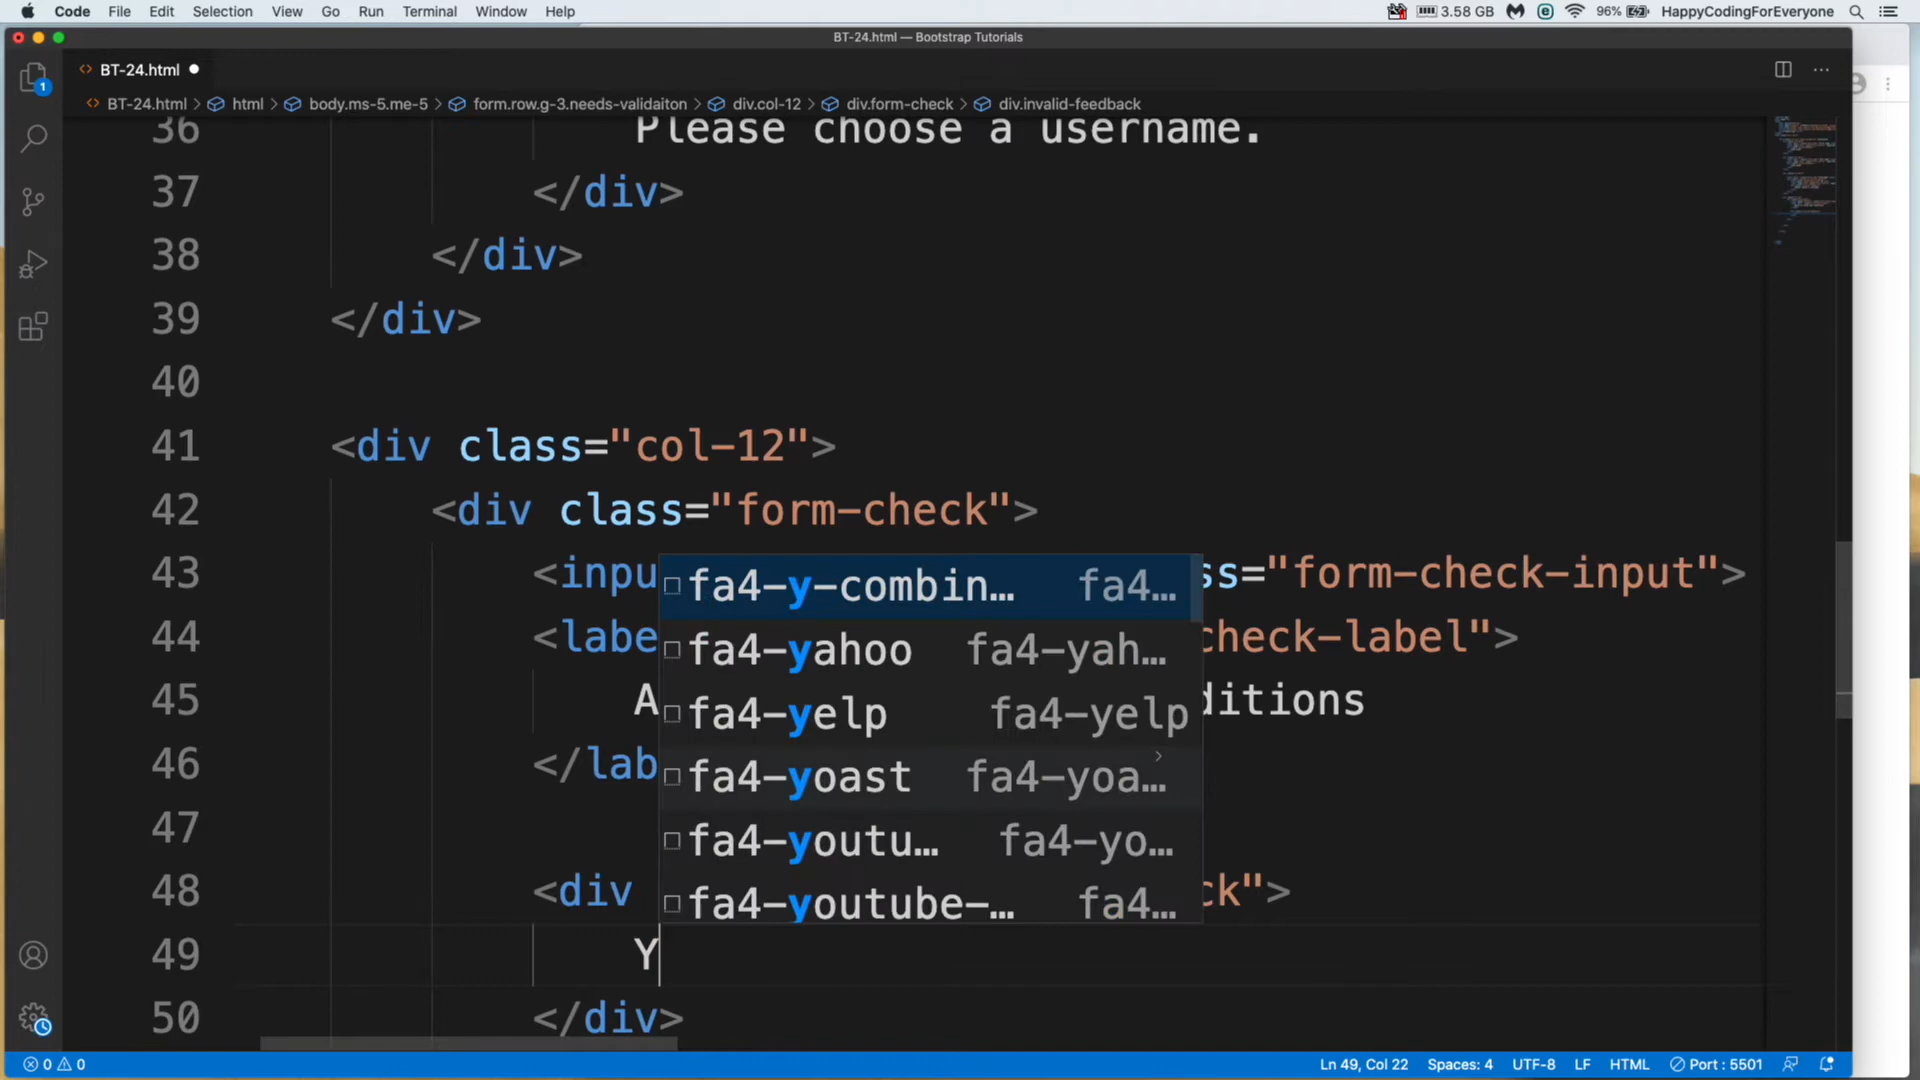 Code File Edit Selection View Go Run Terminal Window Help 3.58 GB 96% HappyCodingForEveryone
BT-24.html — Bootstrap Tutorials
BT-24.html
1
BT-24.html > html > body.ms-5.me-5 > form.row.g-3.needs-validaiton > div.col-12 > div.form-check > div.invalid-feedback
36 Please choose a username.
37 </div>
38 </div>
39 </div>
40
41 <div class="col-12">
42 <div class="form-check">
43 <inpu ss="form-check-input">
44 <labe check-label">
45 A ditions
46 </lab
47
48 <div ck">
49 Y
50 </div>
fa4-y-combin… fa4…
fa4-yahoo fa4-yah…
fa4-yelp fa4-yelp
fa4-yoast fa4-yoa…
fa4-youtu… fa4-yo…
fa4-youtube-… fa4…
0 0 Ln 49, Col 22 Spaces: 4 UTF-8 LF HTML Port : 5501